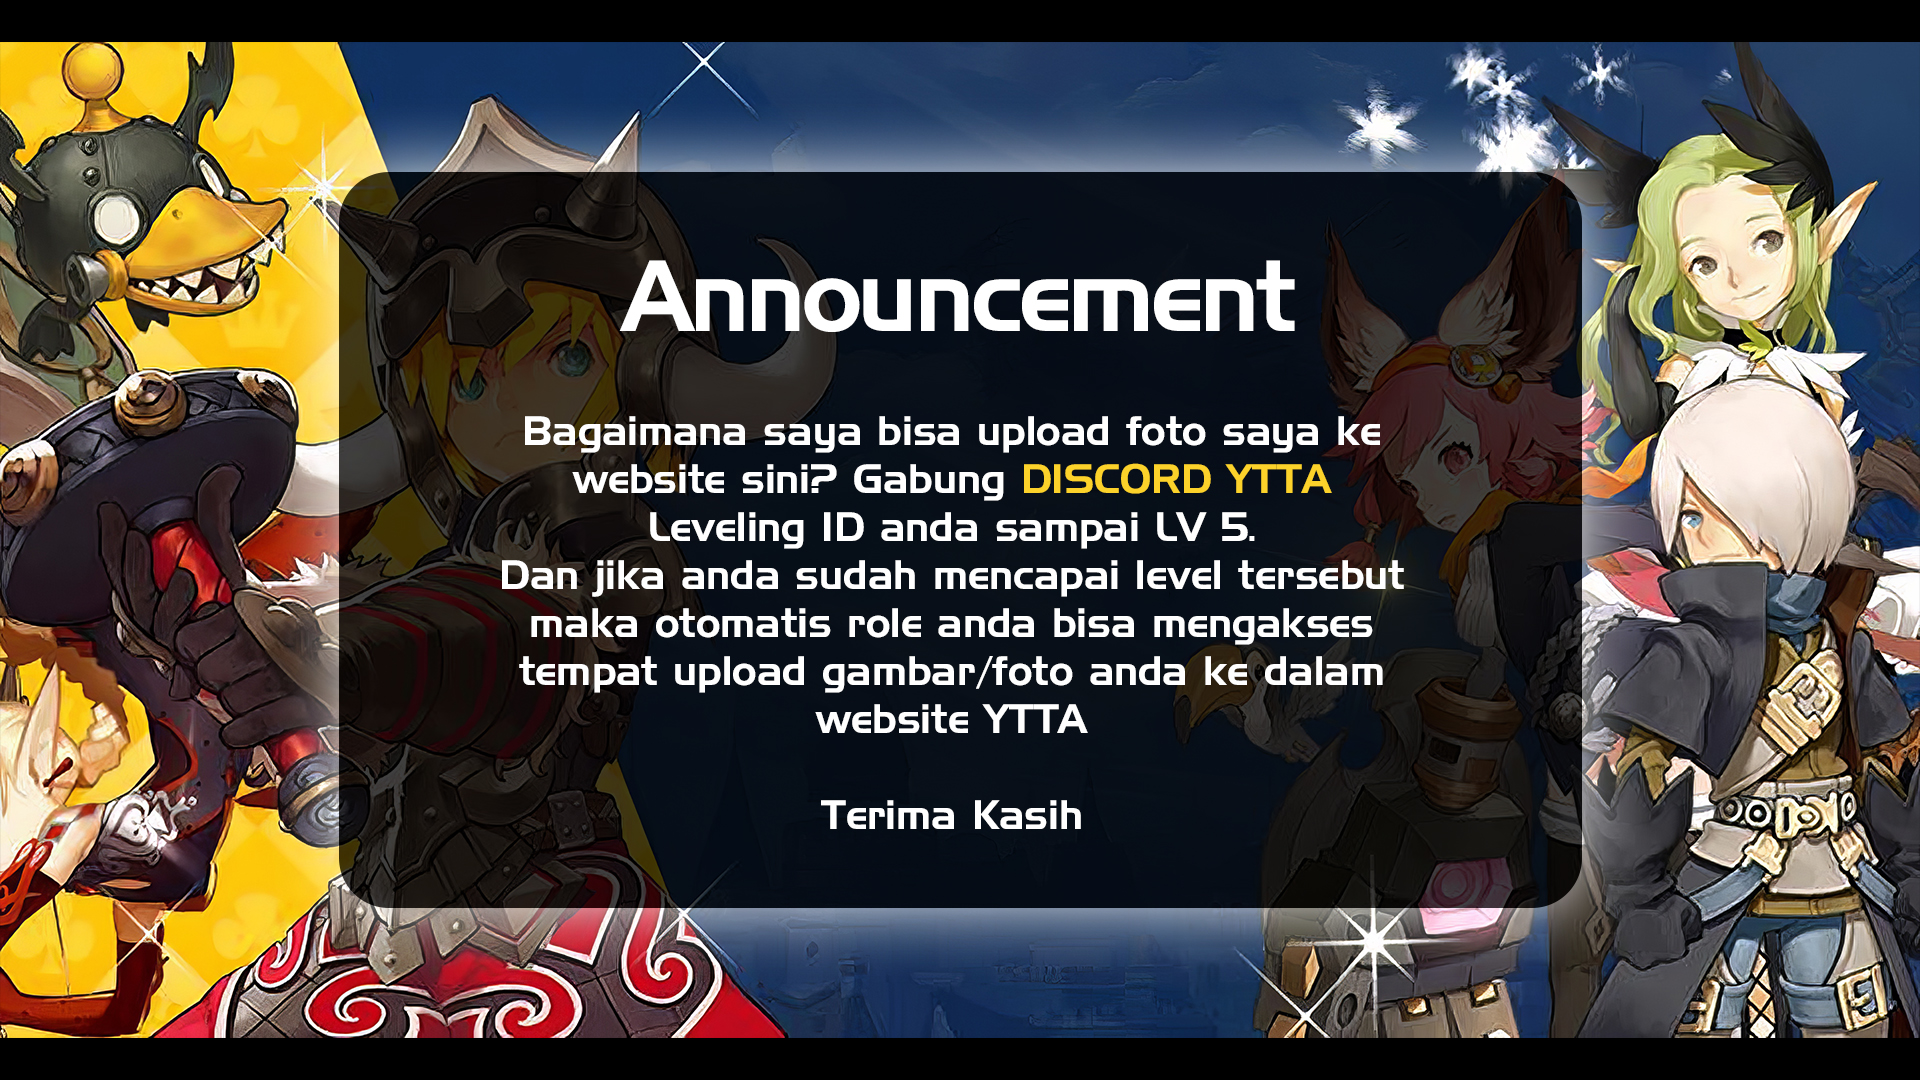 Announcement
Bagaimana saya bisa upload foto saya ke
website sini? Gabung DISCORD YTTA
Leveling ID anda sampai LV 5.
Dan jika anda sudah mencapai level tersebut
maka otomatis role anda bisa mengakses
tempat upload gambar/foto anda ke dalam
website YTTA
Terima Kasih